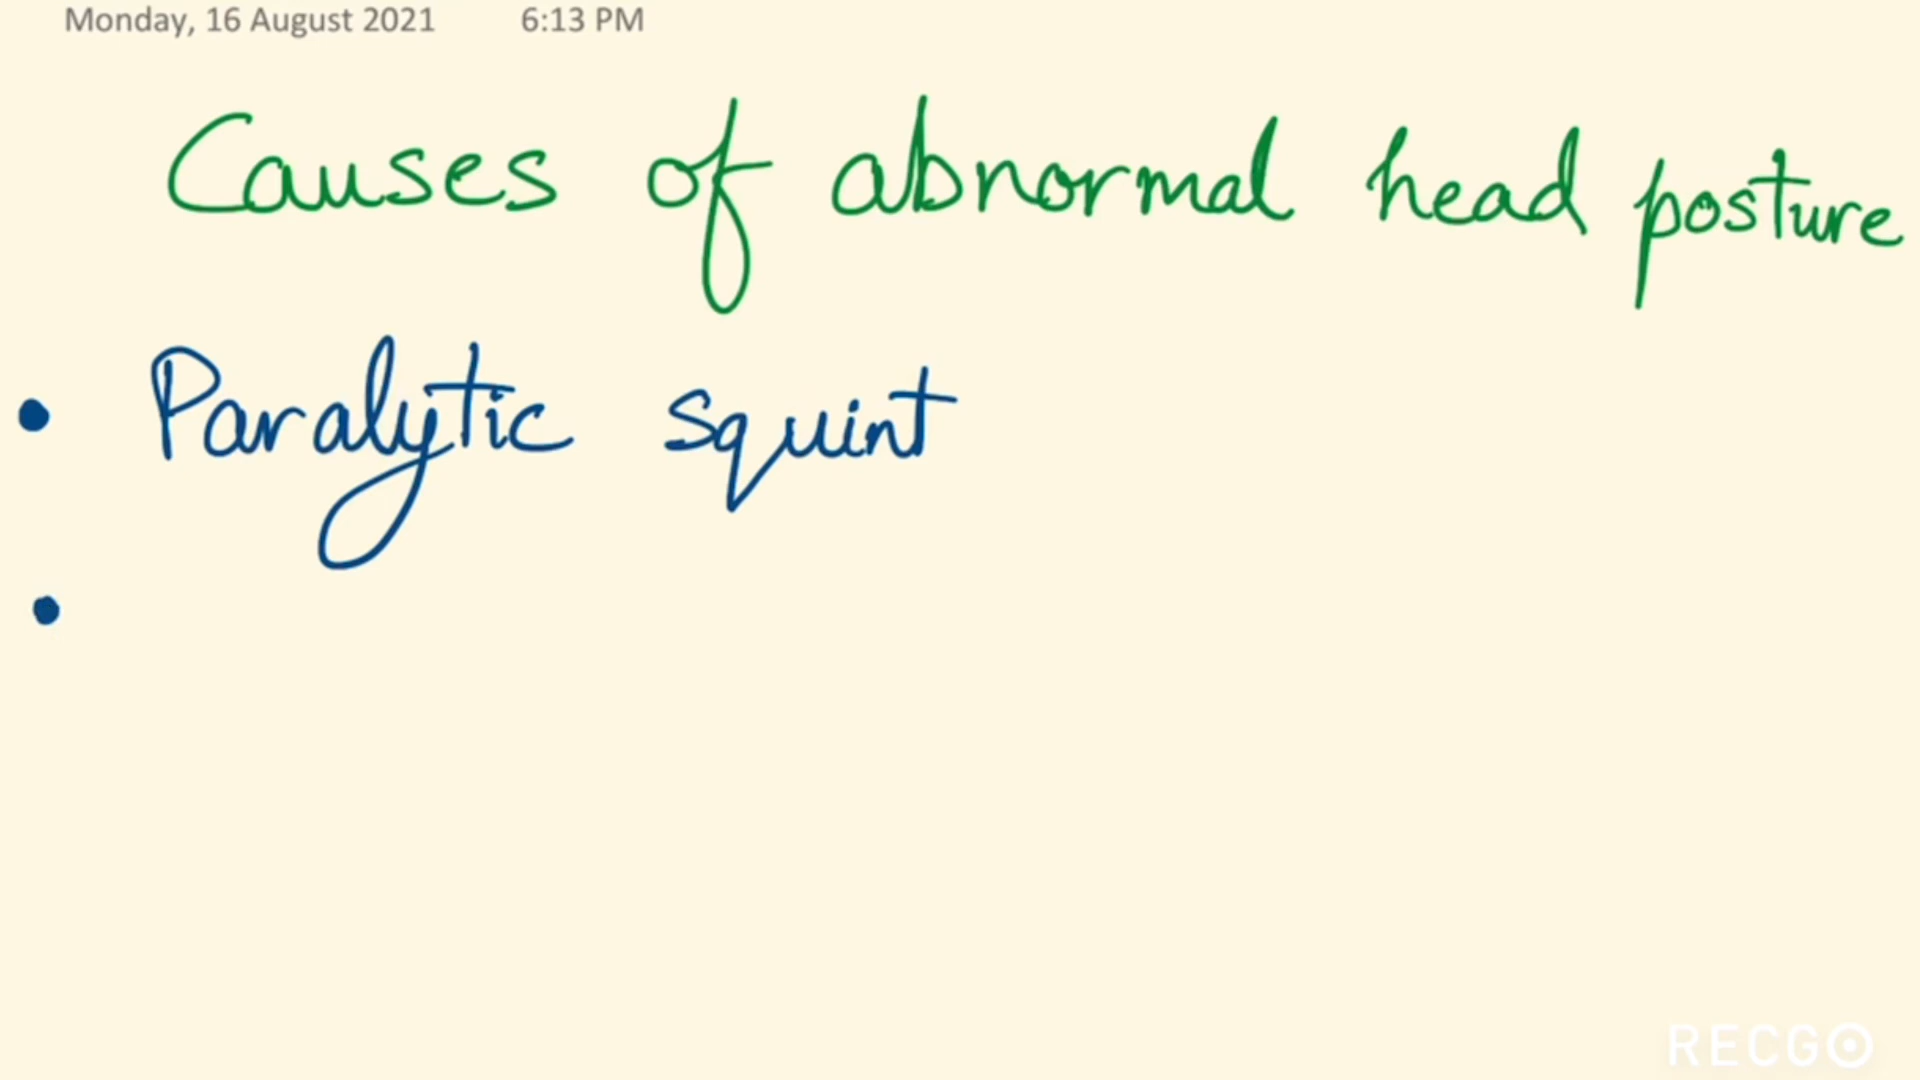 Monday, 16 August 2021 6:13 PM
Causes of abnormal head posture
• Paralytic squint
•
RECGO